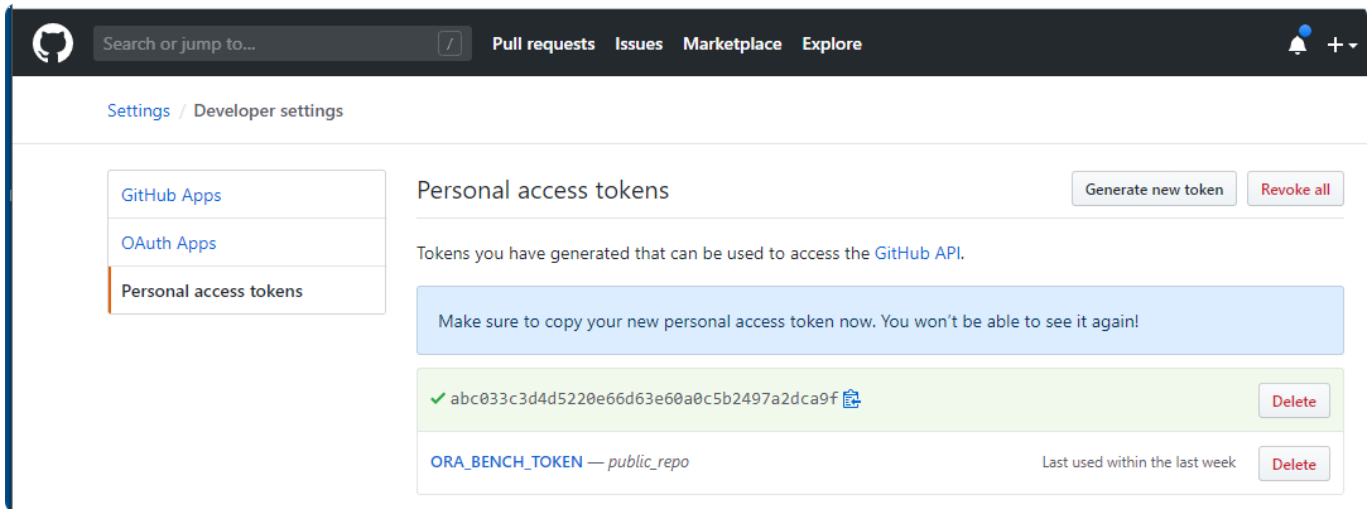 Search or jump to... / Pull requests Issues Marketplace Explore
Settings / Developer settings
GitHub Apps
OAuth Apps
Personal access tokens
Personal access tokens Generate new token Revoke all
Tokens you have generated that can be used to access the GitHub API.
Make sure to copy your new personal access token now. You won't be able to see it again!
abc033c3d4d5220e66d63e60a0c5b2497a2dca9f Delete
ORA_BENCH_TOKEN — public_repo Last used within the last week Delete